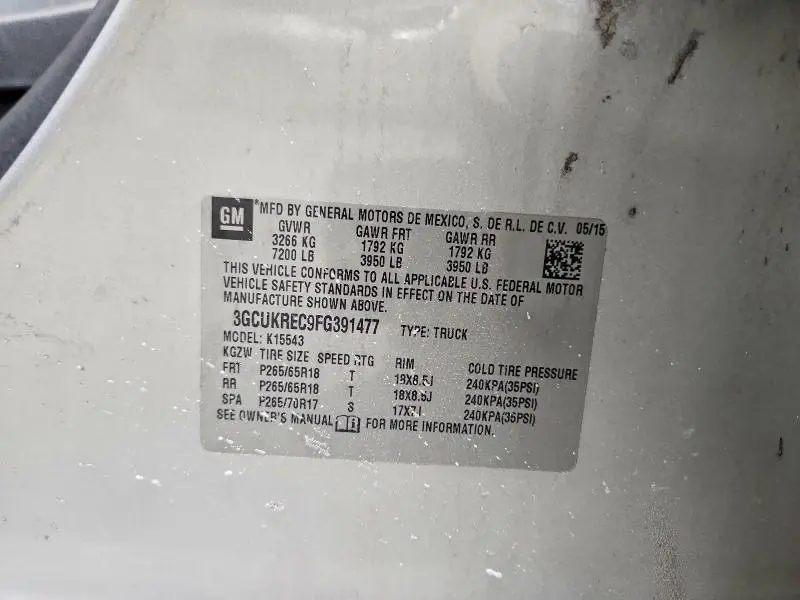 GM *MFD BY GENERAL MOTORS DE MEXICO, S. DE R.L. DE C.V. 05/15
GVWR GAWR FRT GAWR RR
3266 KG 1792 KG 1792 KG
7200 LB 3950 LB 3950 LB
THIS VEHICLE CONFORMS TO ALL APPLICABLE U.S. FEDERAL MOTOR
VEHICLE SAFETY STANDARDS IN EFFECT ON THE DATE OF
MANUFACTURE SHOWN ABOVE.
3GCUKREC9FG391477 TYPE: TRUCK
MODEL: K15543
KGZW TIRE SIZE SPEED RTG RIM COLD TIRE PRESSURE
FRT P265/65R18 T 18X8.5J 240KPA(35PSI)
RR P265/65R18 T 18X8.5J 240KPA(35PSI)
SPA P265/70R17 S 17X7J 240KPA(35PSI)
SEE OWNER'S MANUAL FOR MORE INFORMATION.